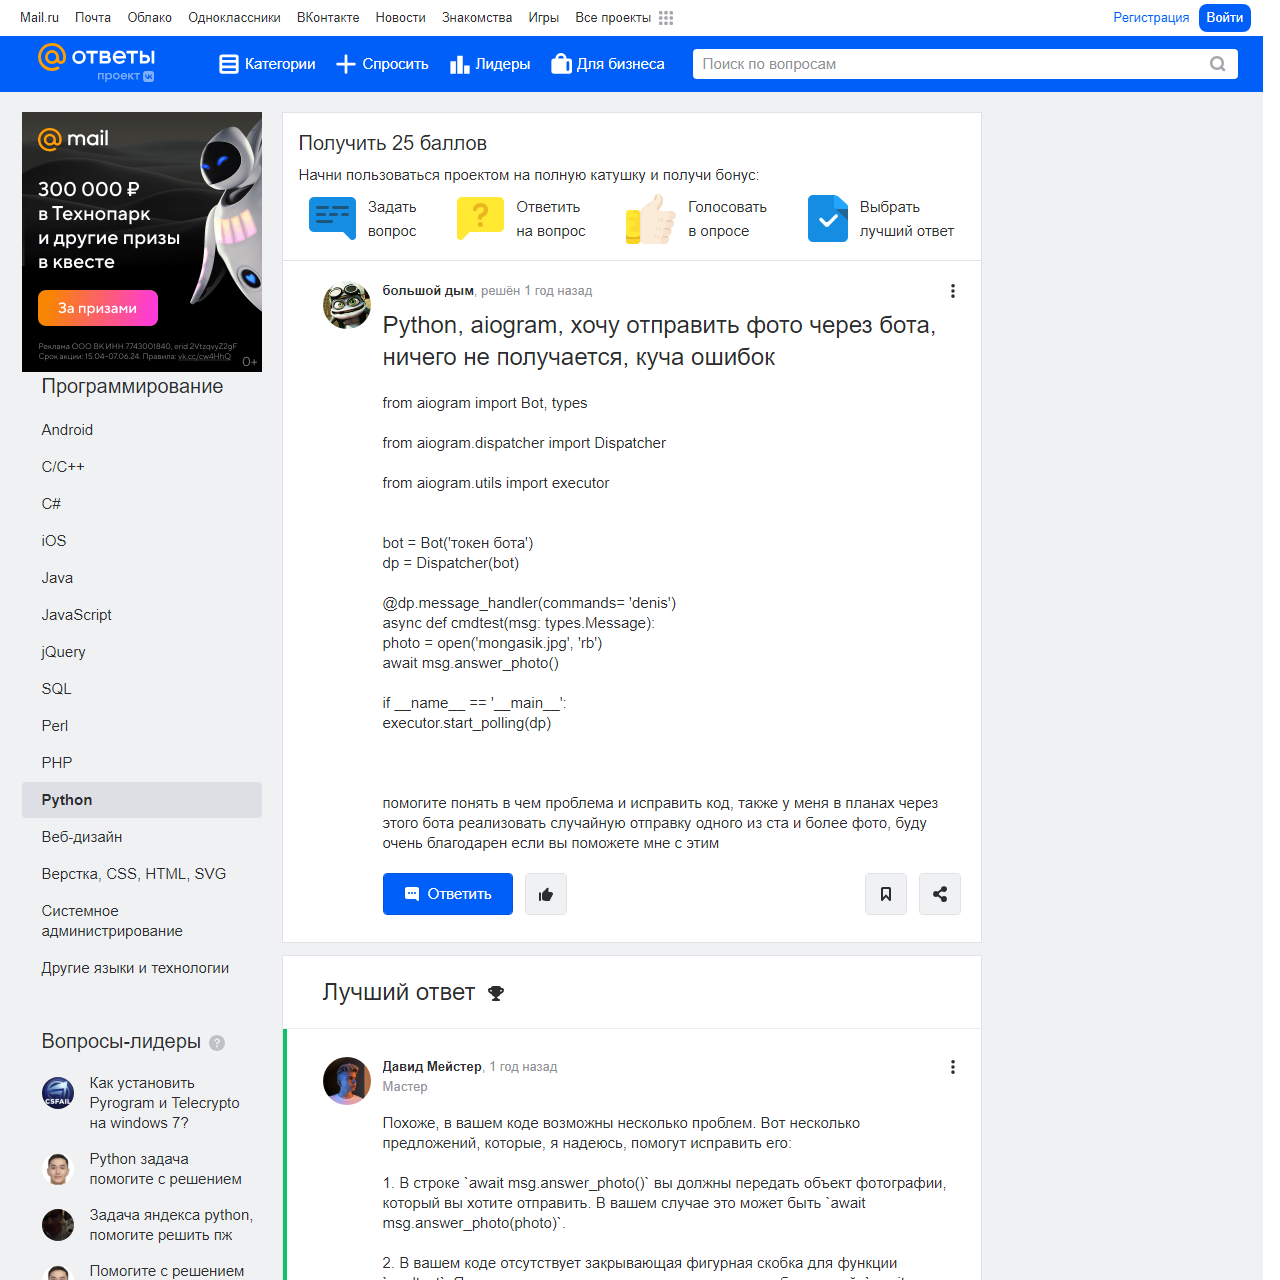 Mail.ru Почта Облако Одноклассники ВКонтакте Новости Знакомства Игры Все проекты Регистрация Войти
ответы
проект
Категории Спросить Лидеры Для бизнеса Поиск по вопросам
mail
300 000 ₽
в Технопарк
и другие призы
в квесте
За призами
Реклама ООО ВК ИНН 7743001840, erid 2VtzqvyZ2gF
Срок акции: 15.04–07.06.24. Правила: vk.cc/cw4HhQ
0+
Программирование
Android
C/C++
C#
iOS
Java
JavaScript
jQuery
SQL
Perl
PHP
Python
Веб-дизайн
Верстка, CSS, HTML, SVG
Системное
администрирование
Другие языки и технологии
Вопросы-лидеры ?
CSFAIL
Как установить
Pyrogram и Telecrypto
на windows 7?
Python задача
помогите с решением
Задача яндекса python,
помогите решить пж
Помогите с решением
Получить 25 баллов
Начни пользоваться проектом на полную катушку и получи бонус:
Задать
вопрос
?
Ответить
на вопрос
Голосовать
в опросе
Выбрать
лучший ответ
большой дым, решён 1 год назад
Python, aiogram, хочу отправить фото через бота,
ничего не получается, куча ошибок
from aiogram import Bot, types
from aiogram.dispatcher import Dispatcher
from aiogram.utils import executor
bot = Bot('токен бота')
dp = Dispatcher(bot)
@dp.message_handler(commands= 'denis')
async def cmdtest(msg: types.Message):
photo = open('mongasik.jpg', 'rb')
await msg.answer_photo()
if __name__ == '__main__':
executor.start_polling(dp)
помогите понять в чем проблема и исправить код, также у меня в планах через
этого бота реализовать случайную отправку одного из ста и более фото, буду
очень благодарен если вы поможете мне с этим
Ответить
Лучший ответ
Давид Мейстер, 1 год назад
Мастер
Похоже, в вашем коде возможны несколько проблем. Вот несколько
предложений, которые, я надеюсь, помогут исправить его:
1. В строке `await msg.answer_photo()` вы должны передать объект фотографии,
который вы хотите отправить. В вашем случае это может быть `await
msg.answer_photo(photo)`.
2. В вашем коде отсутствует закрывающая фигурная скобка для функции